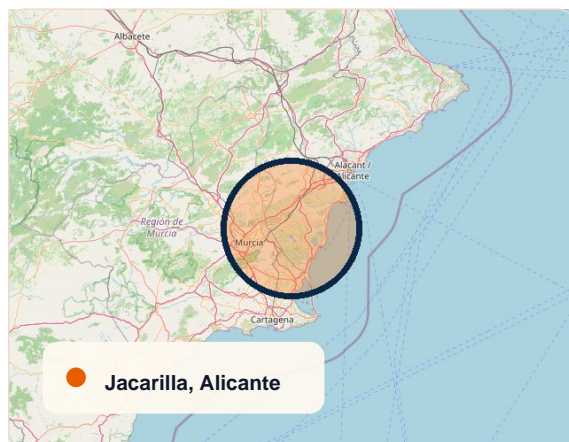 Albacete
Alacant /
Alicante
Región de
Murcia
Murcia
Cartagena
Jacarilla, Alicante